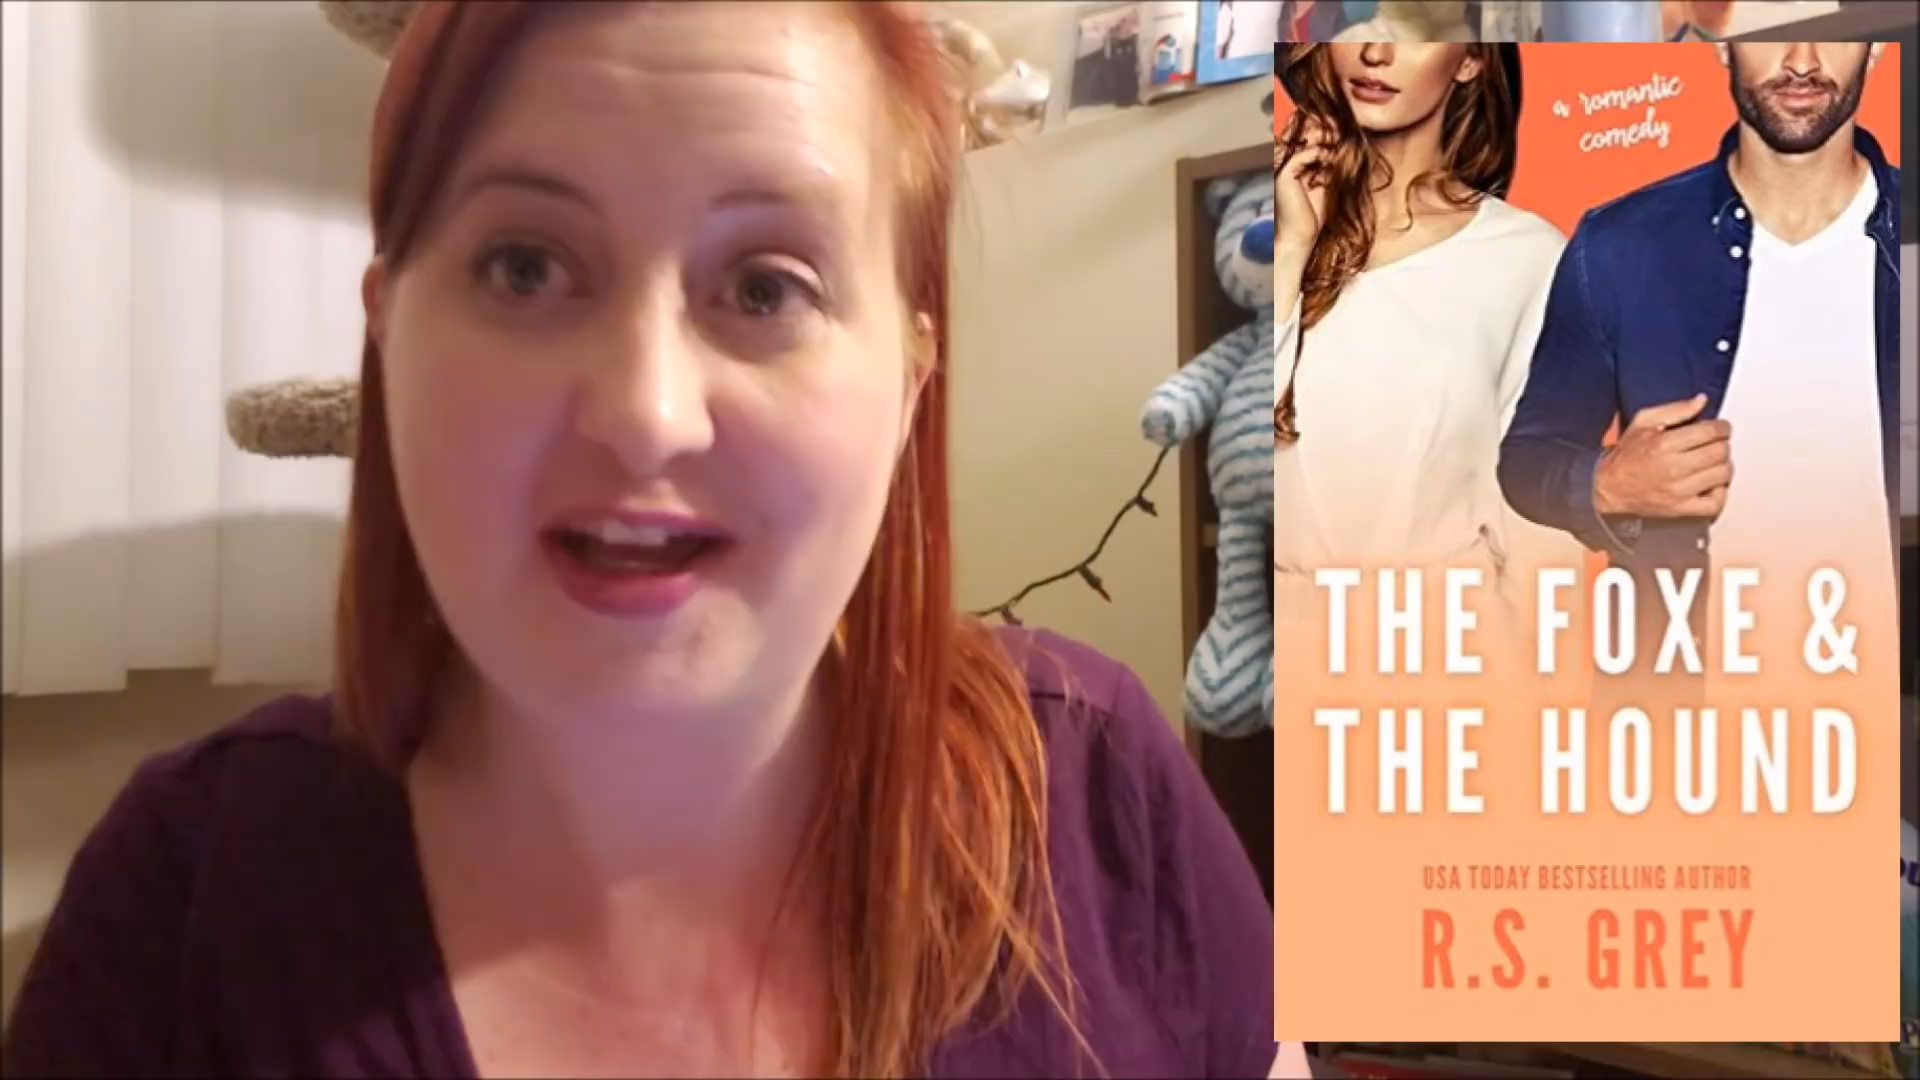 a romantic
comedy
THE FOXE &
THE HOUND
USA TODAY BESTSELLING AUTHOR
R.S. GREY